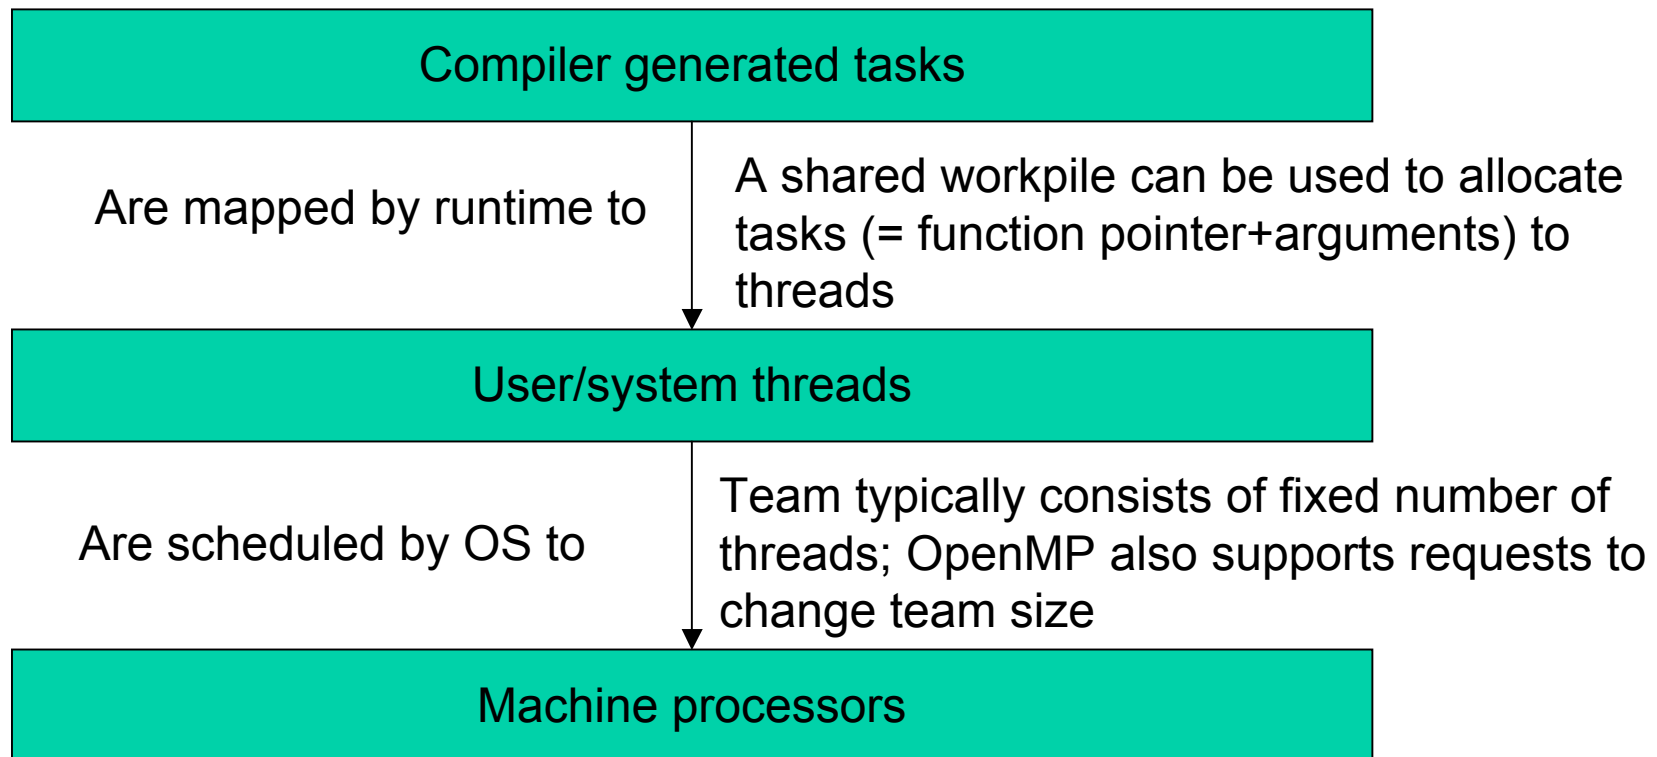 Compiler generated tasks
Are mapped by runtime to
A shared workpile can be used to allocate
tasks (= function pointer+arguments) to
threads
User/system threads
Are scheduled by OS to
Team typically consists of fixed number of
threads; OpenMP also supports requests to
change team size
Machine processors